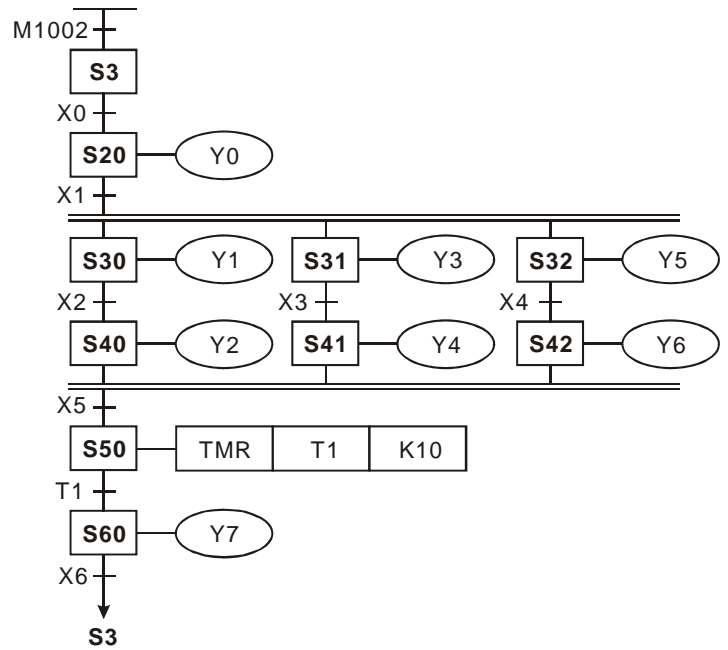 M1002
S3
X0
S20 Y0
X1
S30 Y1 S31 Y3 S32 Y5
X2 X3 X4
S40 Y2 S41 Y4 S42 Y6
X5
S50 TMR T1 K10
T1
S60 Y7
X6
S3